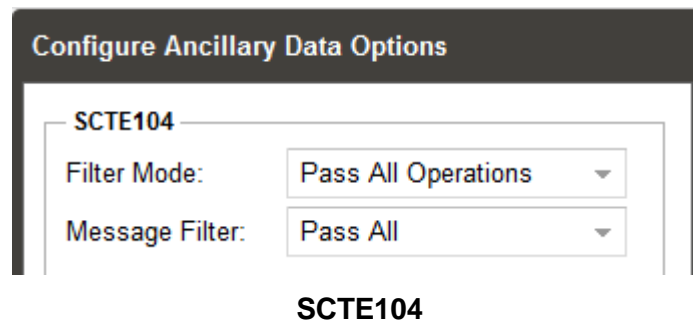 Configure Ancillary Data Options
SCTE104
Filter Mode: Pass All Operations
Message Filter: Pass All
SCTE104